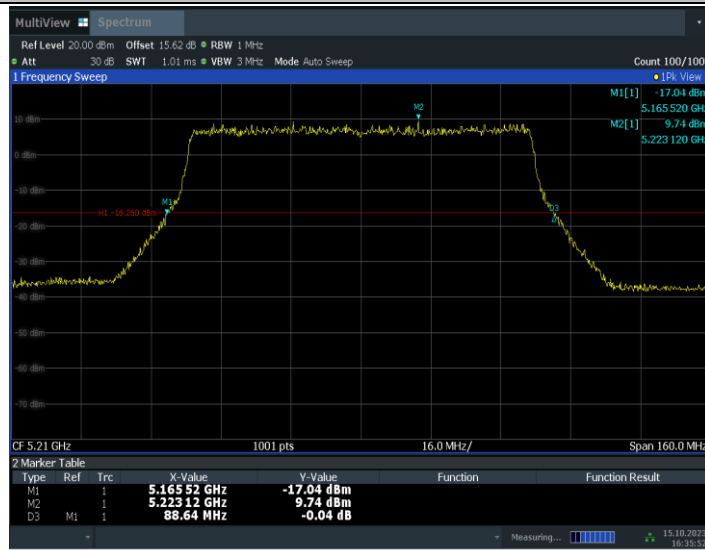 MultiView Spectrum
Ref Level 20.00 dBm Offset 15.62 dB RBW 1 MHz
Att 30 dB SWT 1.01 ms VBW 3 MHz Mode Auto Sweep Count 100/100
1 Frequency Sweep 1Pk View
M1[1] -17.04 dBm
5.165 520 GHz
M2[1] 9.74 dBm
5.223 120 GHz
M2
10 dBm
0 dBm
-10 dBm
M1
H1 -16.260 dBm
D3
-20 dBm
-30 dBm
-40 dBm
-50 dBm
-60 dBm
-70 dBm
CF 5.21 GHz 1001 pts 16.0 MHz/ Span 160.0 MHz
2 Marker Table
Type Ref Trc X-Value Y-Value Function Function Result
M1 1 5.165 52 GHz -17.04 dBm
M2 1 5.223 12 GHz 9.74 dBm
D3 M1 1 88.64 MHz -0.04 dB
Measuring... 15.10.2023